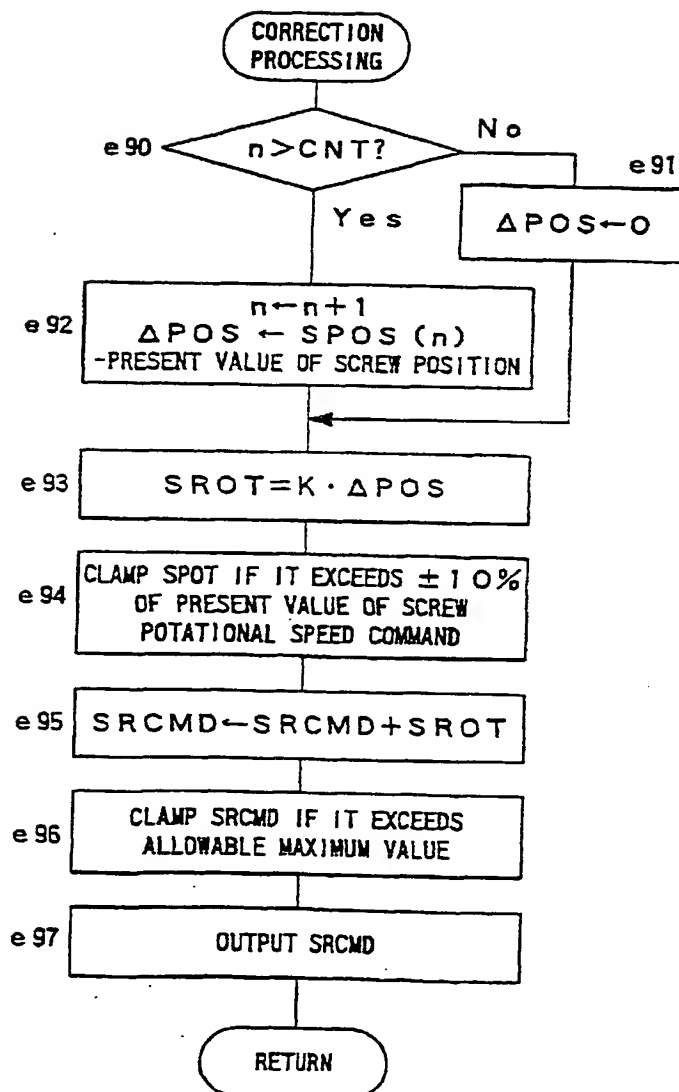 CORRECTION
PROCESSING
e90
n>CNT?
No
e91
ΔPOS←0
Yes
e92
n←n+1
ΔPOS ← SPOS (n)
-PRESENT VALUE OF SCREW POSITION
e93
SROT=K · ΔPOS
e94
CLAMP SPOT IF IT EXCEEDS ±10%
OF PRESENT VALUE OF SCREW
POTATIONAL SPEED COMMAND
e95
SRCMD←SRCMD+SROT
e96
CLAMP SRCMD IF IT EXCEEDS
ALLOWABLE MAXIMUM VALUE
e97
OUTPUT SRCMD
RETURN